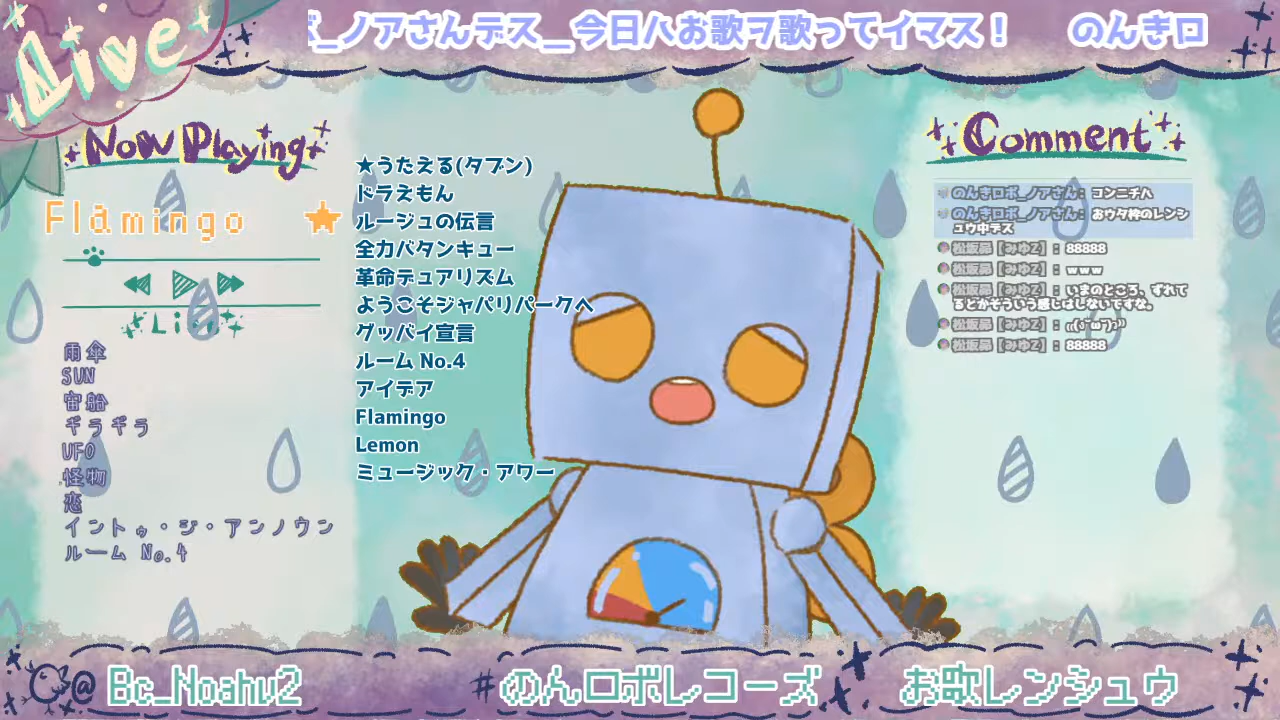 Live
ボ_ノアさんデス__今日ハお歌ヲ歌ってイマス！ のんきロ
Now Playing
Flamingo
Live
雨傘
SUN
宙船
ギラギラ
UFO
怪物
恋
イントゥ・ジ・アンノウン
ルーム No.4
★うたえる(タブン)
ドラえもん
ルージュの伝言
全力バタンキュー
革命デュアリズム
ようこそジャパリパークへ
グッバイ宣言
ルーム No.4
アイデア
Flamingo
Lemon
ミュージック・アワー
Comment
のんきロボ_ノアさん: コンニチハ
のんきロボ_ノアさん: おウタ枠のレンシ
ュウ中デス
松坂昴【みゆZ】: 88888
松坂昴【みゆZ】: www
松坂昴【みゆZ】: いまのところ、ずれて
るとかそういう感じはしないですな。
松坂昴【みゆZ】: 88888
@Bc_Noahu2
#のんロボレコーズ
お歌レンシュウ